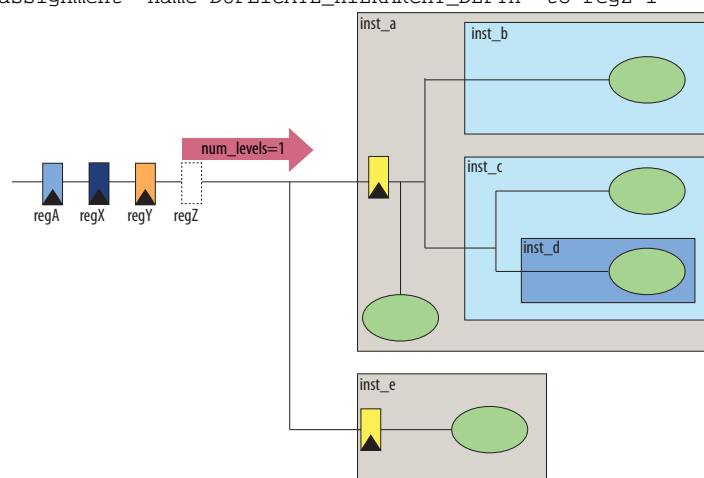 assignment -name DUPLICATE_HIERARCHY_DEPTH -to regZ 1
inst_a
inst_b
num_levels=1
inst_c
regA regX regY regZ
inst_d
inst_e